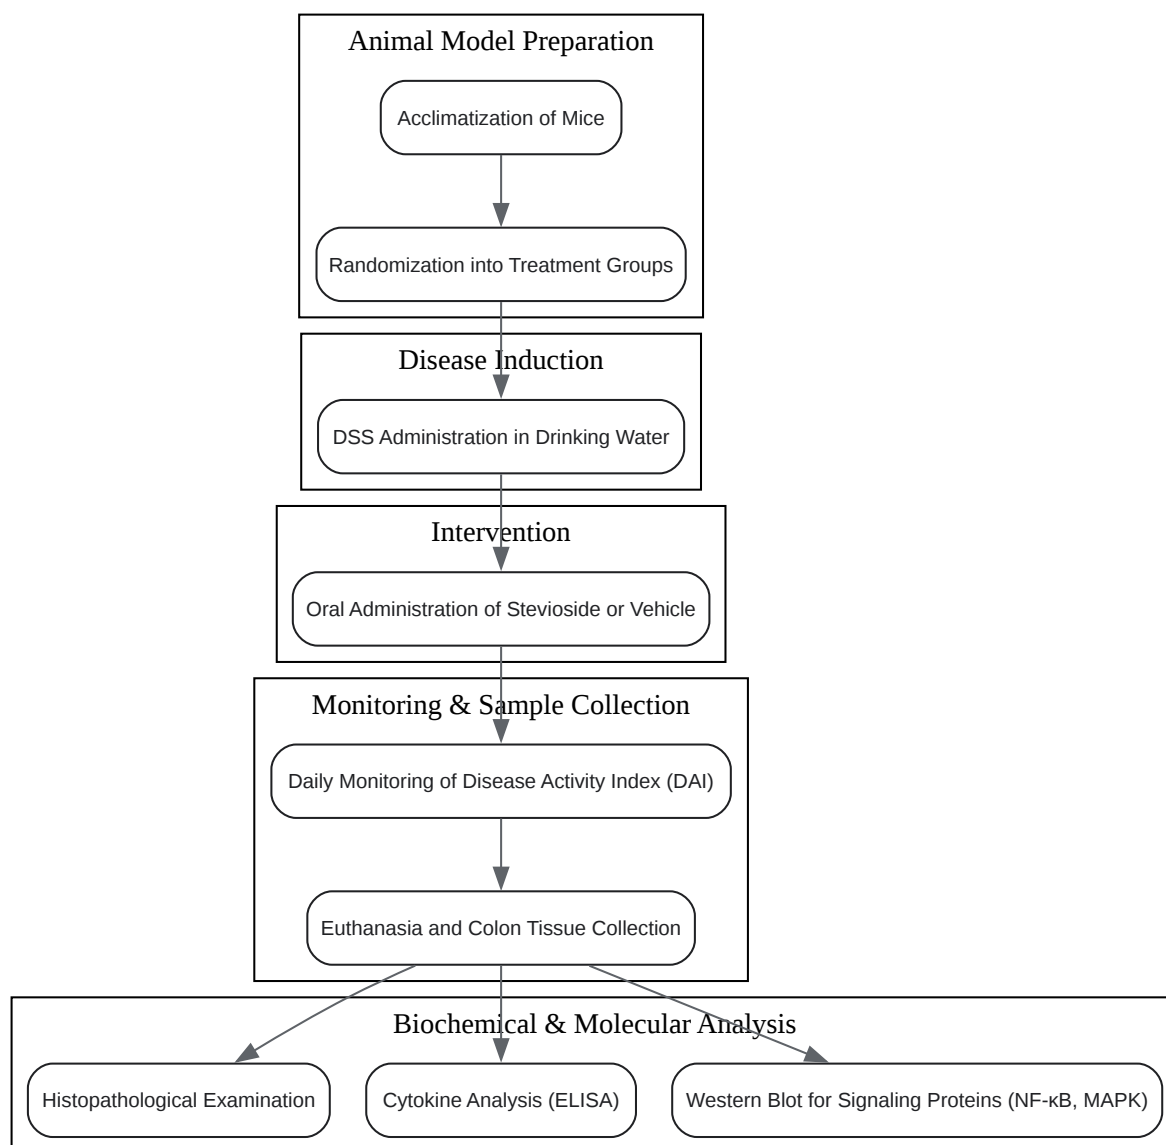 Animal Model Preparation
Acclimatization of Mice
Randomization into Treatment Groups
Disease Induction
DSS Administration in Drinking Water
Intervention
Oral Administration of Stevioside or Vehicle
Monitoring & Sample Collection
Daily Monitoring of Disease Activity Index (DAI)
Euthanasia and Colon Tissue Collection
Biochemical & Molecular Analysis
Histopathological Examination
Cytokine Analysis (ELISA)
Western Blot for Signaling Proteins (NF-κB, MAPK)